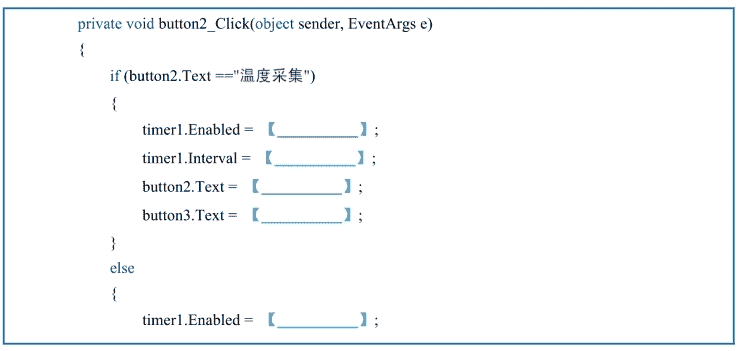 private void button2_Click(object sender, EventArgs e)
{
if (button2.Text =="温度采集")
{
timer1.Enabled = 【__________】;
timer1.Interval = 【__________】;
button2.Text = 【__________】;
button3.Text = 【__________】;
}
else
{
timer1.Enabled = 【__________】;